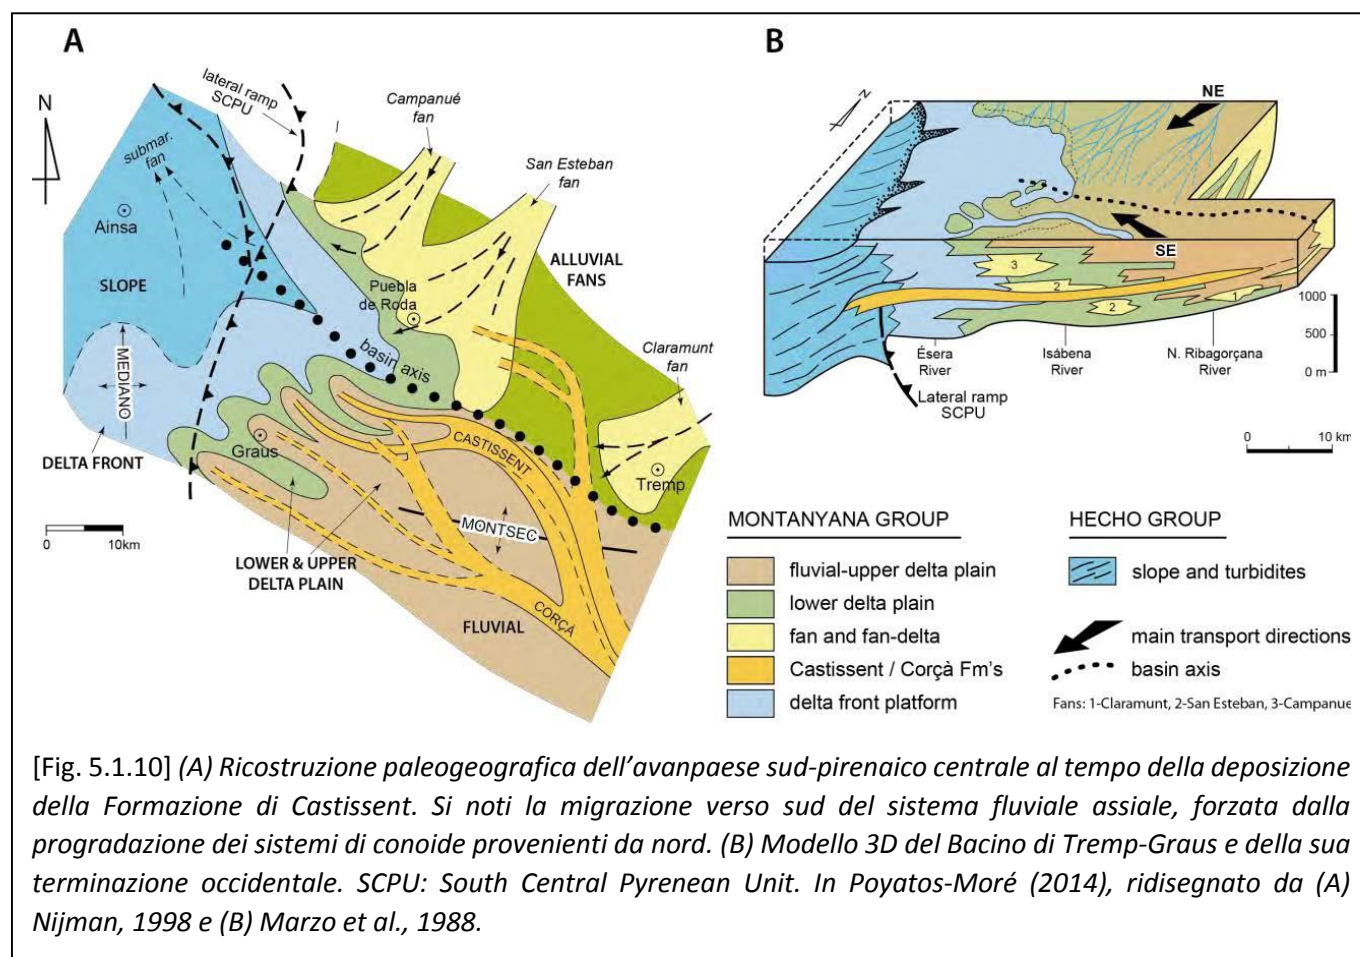 A
N
lateral ramp
SCPU
Campanué
fan
submar.
fan
San Esteban
fan
Ainsa
ALLUVIAL
FANS
SLOPE
Puebla
de Roda
MEDIANO
basin axis
Claramunt
fan
DELTA FRONT
Graus
CASTISSENT
Tremp
0 10km
MONTSEC
LOWER & UPPER
DELTA PLAIN
FLUVIAL
CORÇÁ
B
N
NE
SE
3
2
2
1
1000
500
0 m
Ésera
River
Isábena
River
N. Ribagorçana
River
Lateral ramp
SCPU
0 10 km
MONTANYANA GROUP
fluvial-upper delta plain
lower delta plain
fan and fan-delta
Castissent / Corçà Fm's
delta front platform
HECHO GROUP
slope and turbidites
main transport directions
basin axis
Fans: 1-Claramunt, 2-San Esteban, 3-Campanue
[Fig. 5.1.10] (A) Ricostruzione paleogeografica dell’avanpaese sud-pirenaico centrale al tempo della deposizione
della Formazione di Castissent. Si noti la migrazione verso sud del sistema fluviale assiale, forzata dalla
progradazione dei sistemi di conoide provenienti da nord. (B) Modello 3D del Bacino di Tremp-Graus e della sua
terminazione occidentale. SCPU: South Central Pyrenean Unit. In Poyatos-Moré (2014), ridisegnato da (A)
Nijman, 1998 e (B) Marzo et al., 1988.